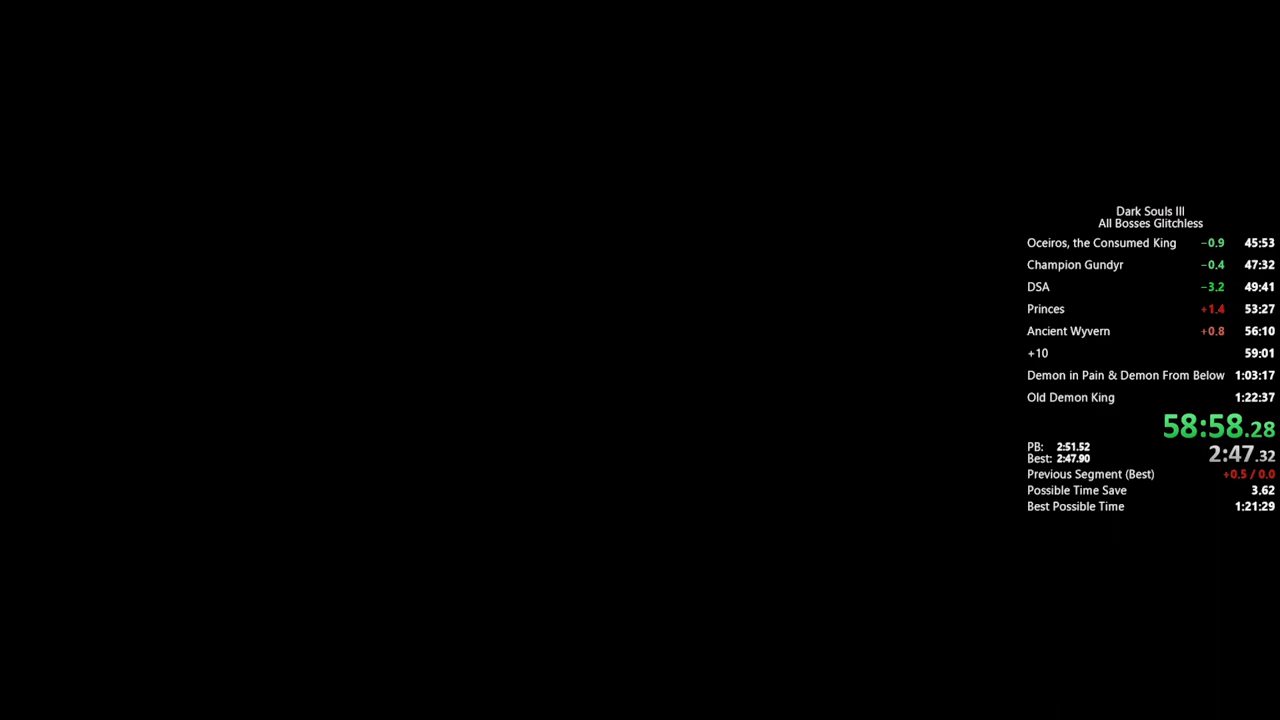 Dark Souls III
All Bosses Glitchless
Oceiros, the Consumed King −0.9 45:53
Champion Gundyr −0.4 47:32
DSA −3.2 49:41
Princes +1.4 53:27
Ancient Wyvern +0.8 56:10
+10 59:01
Demon in Pain & Demon From Below 1:03:17
Old Demon King 1:22:37
58:58.28
PB: 2:51.52
Best: 2:47.90
2:47.32
Previous Segment (Best) +0.5 / 0.0
Possible Time Save 3.62
Best Possible Time 1:21:29